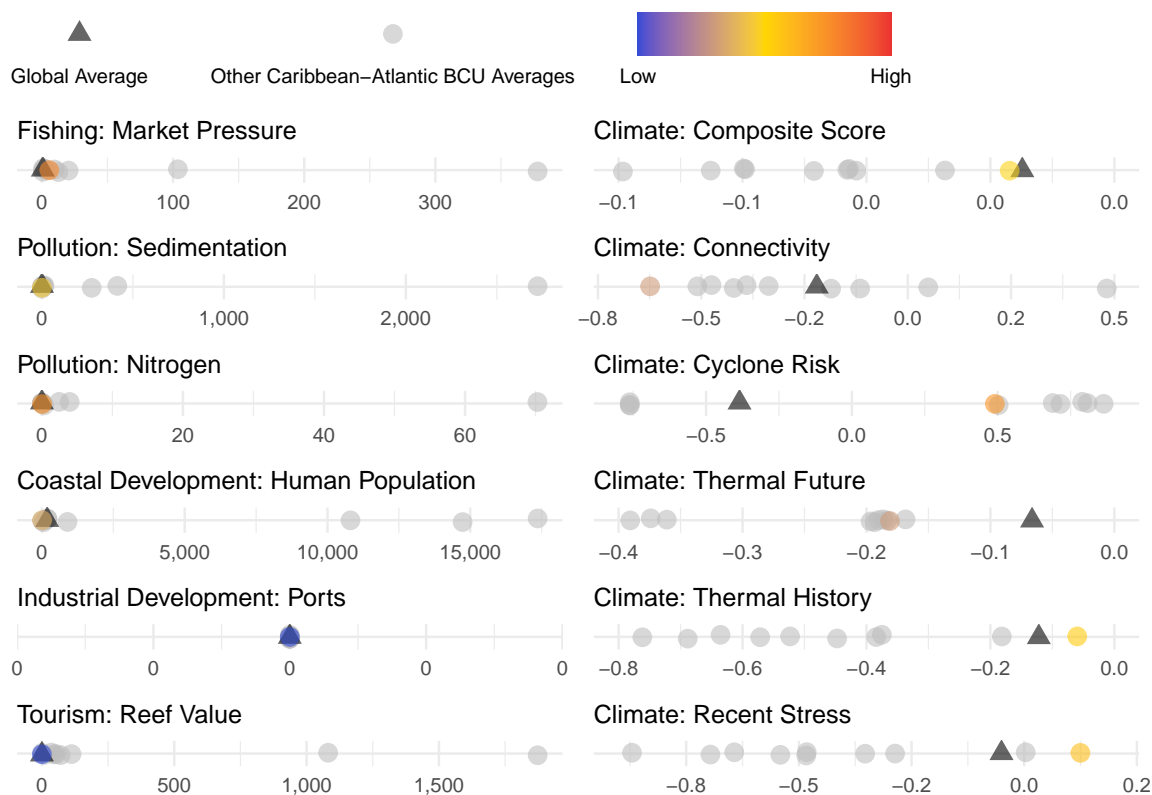 Global Average
Other Caribbean−Atlantic BCU Averages
Low
High
Fishing: Market Pressure
0 100 200 300
Pollution: Sedimentation
0 1,000 2,000
Pollution: Nitrogen
0 20 40 60
Coastal Development: Human Population
0 5,000 10,000 15,000
Industrial Development: Ports
0 0 0 0 0
Tourism: Reef Value
0 500 1,000 1,500
Climate: Composite Score
−0.1 −0.1 0.0 0.0 0.0
Climate: Connectivity
−0.8 −0.5 −0.2 0.0 0.2 0.5
Climate: Cyclone Risk
−0.5 0.0 0.5
Climate: Thermal Future
−0.4 −0.3 −0.2 −0.1 0.0
Climate: Thermal History
−0.8 −0.6 −0.4 −0.2 0.0
Climate: Recent Stress
−0.8 −0.5 −0.2 0.0 0.2